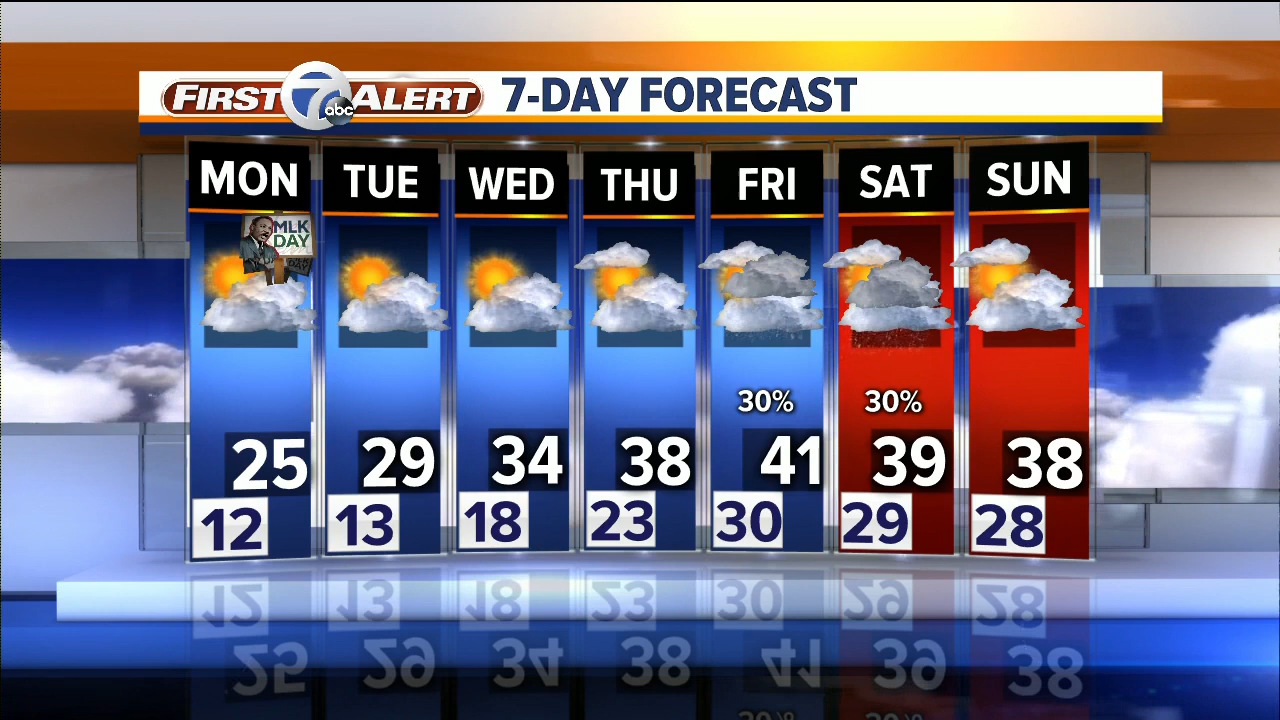 FIRST 7 abc ALERT 7-DAY FORECAST
MON TUE WED THU FRI SAT SUN
MLK
DAY
30% 30%
25 29 34 38 41 39 38
12 13 18 23 30 29 28